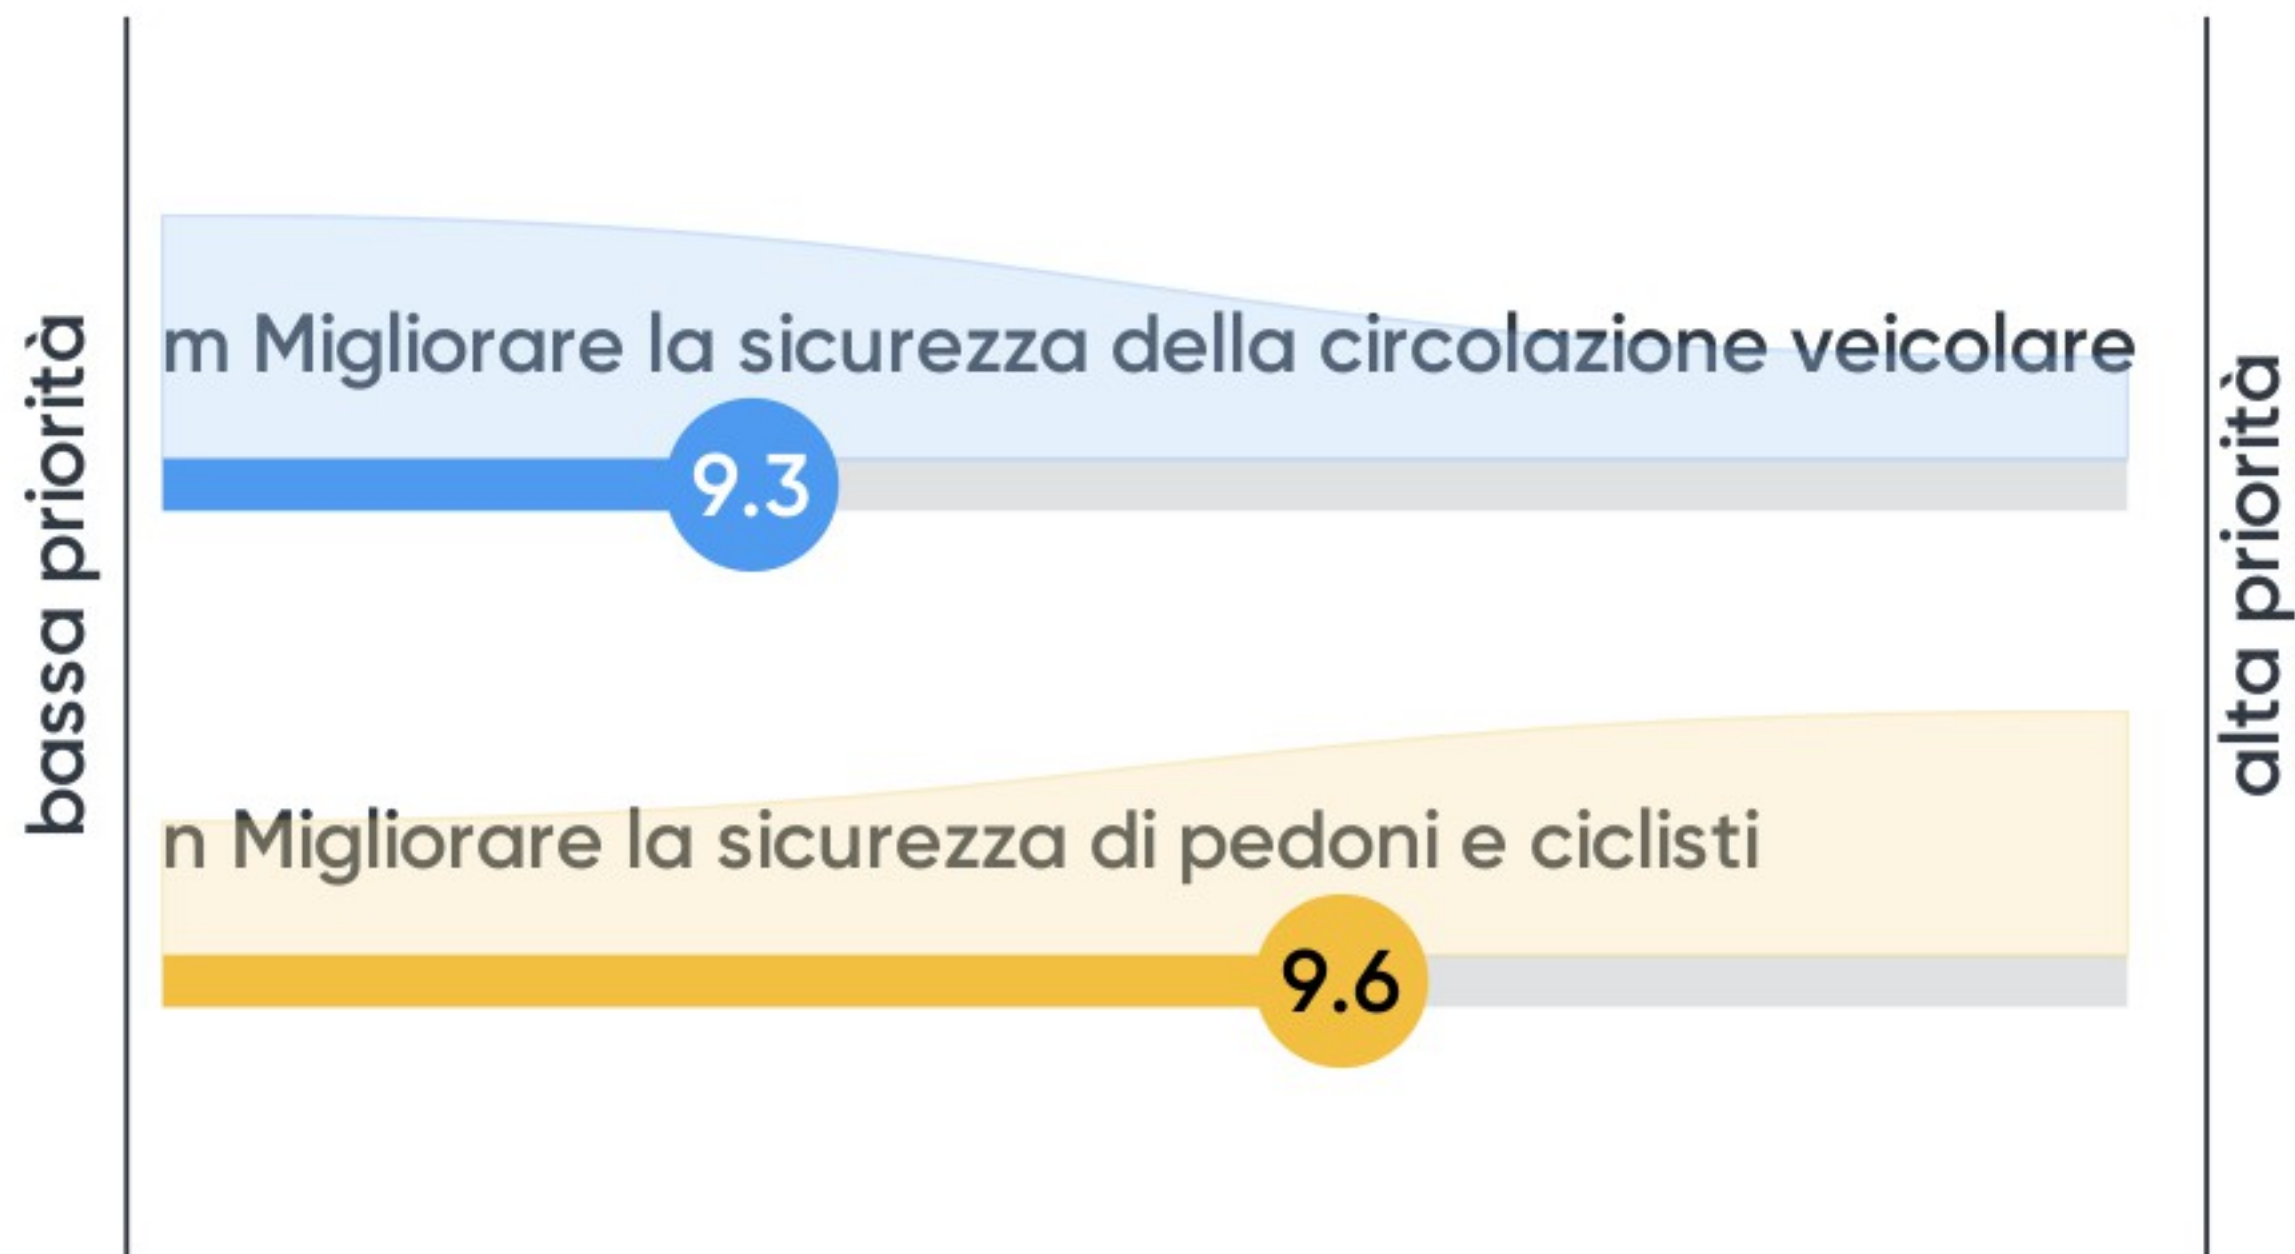 bassa priorità
m Migliorare la sicurezza della circolazione veicolare
9.3
n Migliorare la sicurezza di pedoni e ciclisti
9.6
alta priorità